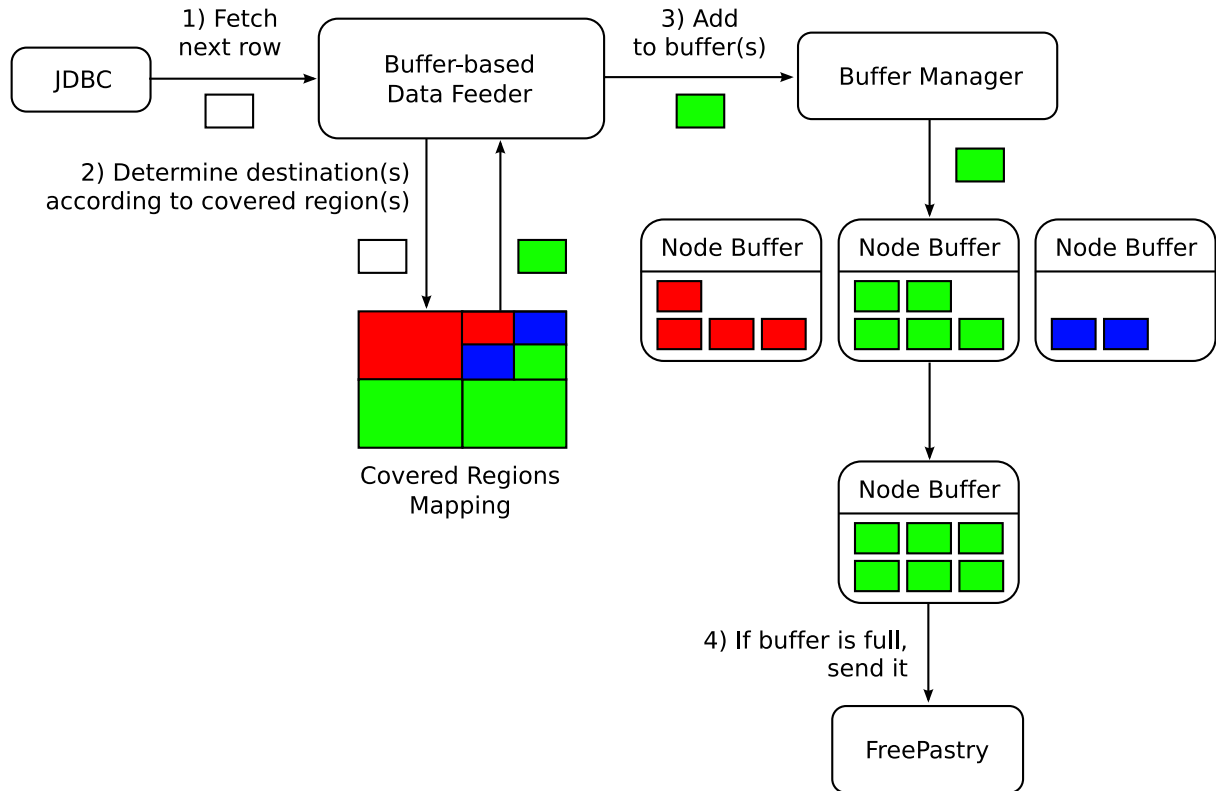 1) Fetch
next row
JDBC
Buffer-based
Data Feeder
3) Add
to buffer(s)
Buffer Manager
2) Determine destination(s)
according to covered region(s)
Covered Regions
Mapping
Node Buffer
Node Buffer
Node Buffer
Node Buffer
4) If buffer is full,
send it
FreePastry